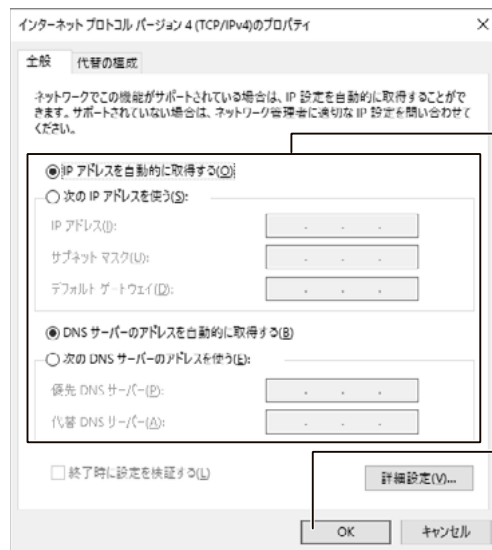 インターネット プロトコル バージョン 4 (TCP/IPv4)のプロパティ
全般 代替の構成
ネットワークでこの機能がサポートされている場合は、IP 設定を自動的に取得することがで
きます。サポートされていない場合は、ネットワーク管理者に適切な IP 設定を問い合わせて
ください。
IP アドレスを自動的に取得する(O)
次の IP アドレスを使う(S):
IP アドレス(I):
サブネット マスク(U):
デフォルト ゲートウェイ(D):
DNS サーバーのアドレスを自動的に取得する(B)
次の DNS サーバーのアドレスを使う(E):
優先 DNS サーバー(P):
代替 DNS サーバー(A):
終了時に設定を検証する(L)
詳細設定(V)...
OK キャンセル